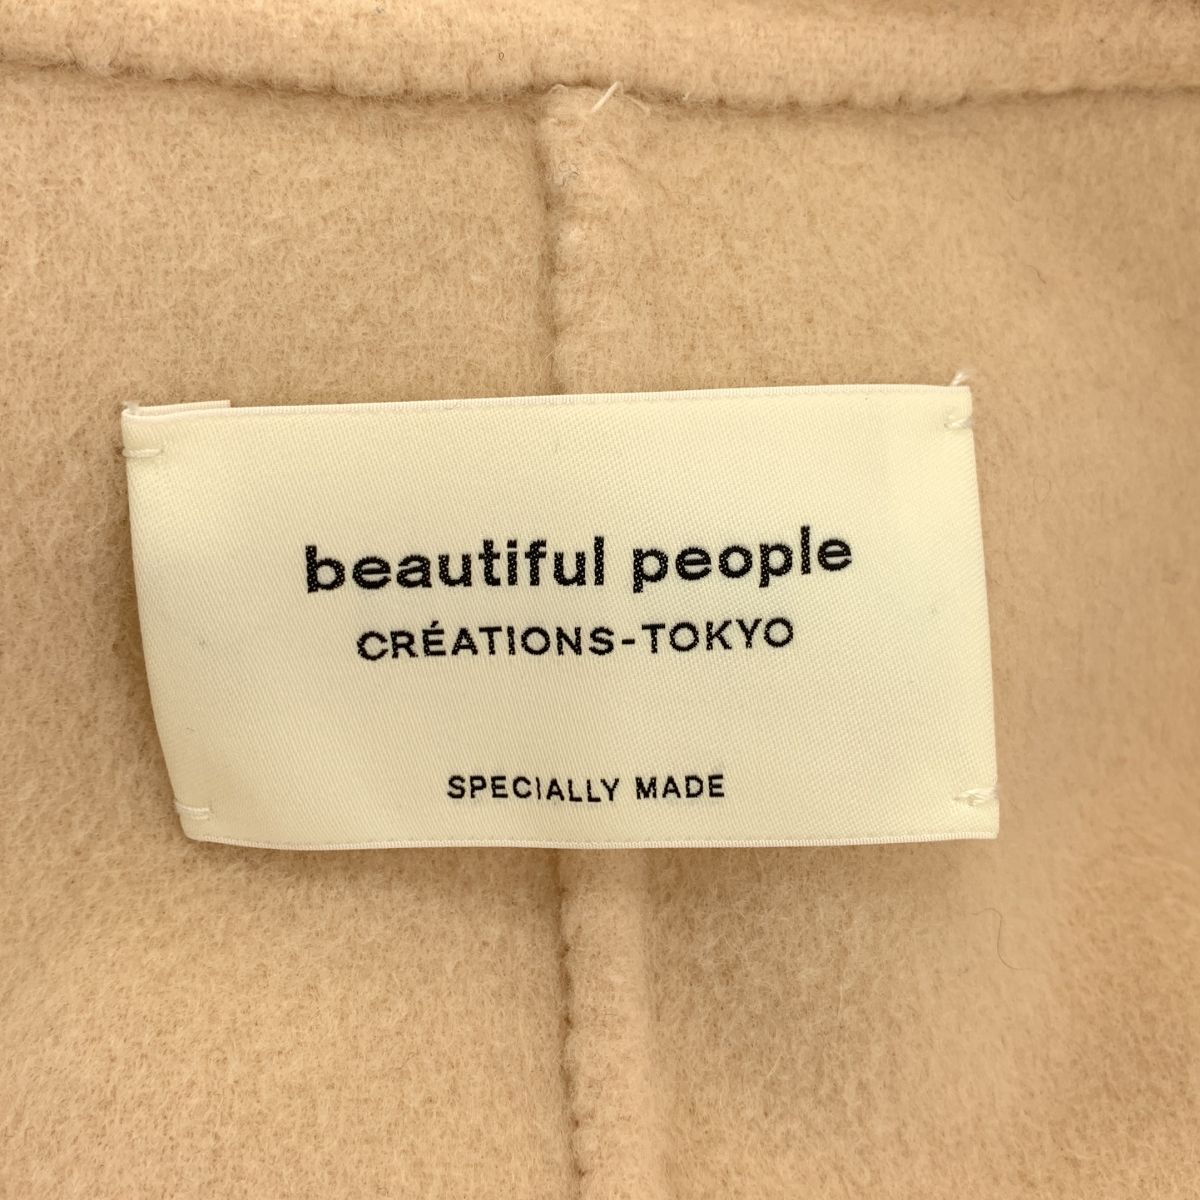 beautiful people
CRÉATIONS-TOKYO
SPECIALLY MADE